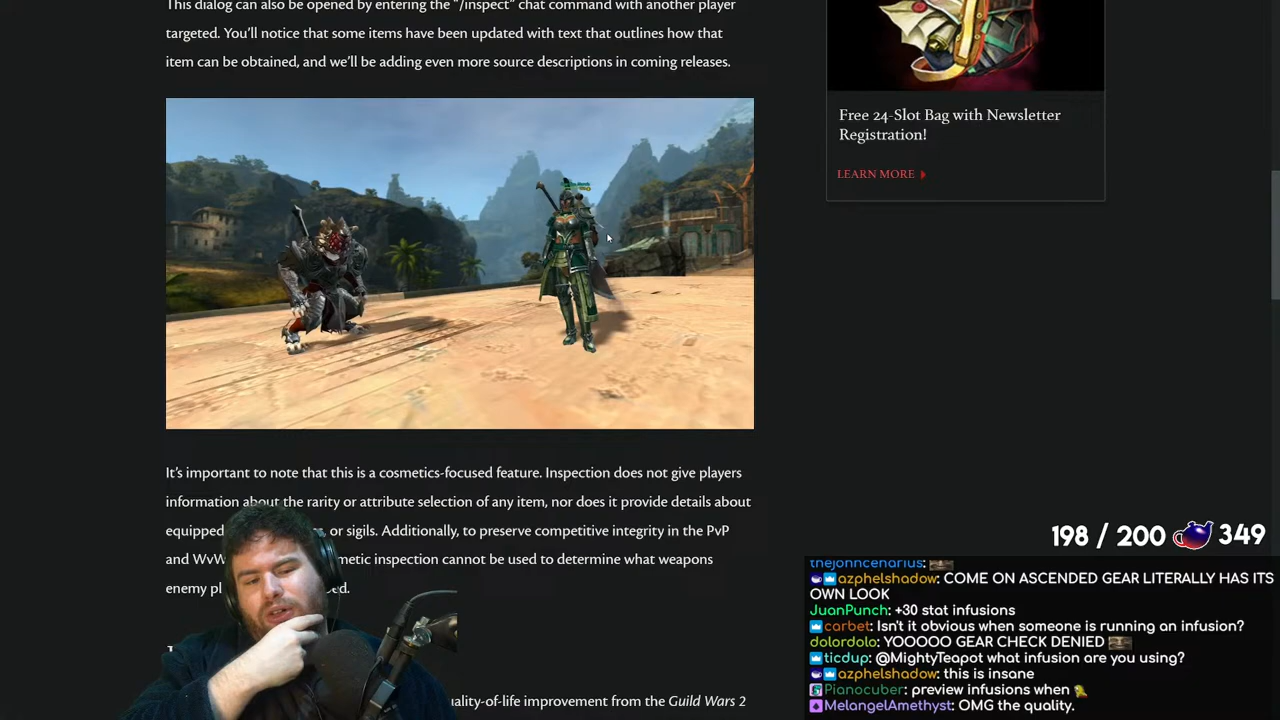 This dialog can also be opened by entering the "/inspect" chat command with another player
targeted. You'll notice that some items have been updated with text that outlines how that
item can be obtained, and we'll be adding even more source descriptions in coming releases.
Free 24-Slot Bag with Newsletter
Registration!
LEARN MORE
It's important to note that this is a cosmetics-focused feature. Inspection does not give players
information about the rarity or attribute selection of any item, nor does it provide details about
equipped or sigils. Additionally, to preserve competitive integrity in the PvP
and cosmetic inspection cannot be used to determine what weapons
enemy
uality-of-life improvement from the Guild Wars 2
198 / 200 349
thejonncenarius:
azphelshadow: COME ON ASCENDED GEAR LITERALLY HAS ITS
OWN LOOK
JuanPunch: +30 stat infusions
carbet: Isn't it obvious when someone is running an infusion?
dolordolo: YOOOOO GEAR CHECK DENIED
ticdup: @MightyTeapot what infusion are you using?
azphelshadow: this is insane
Pianocuber: preview infusions when
MelangelAmethyst: OMG the quality.